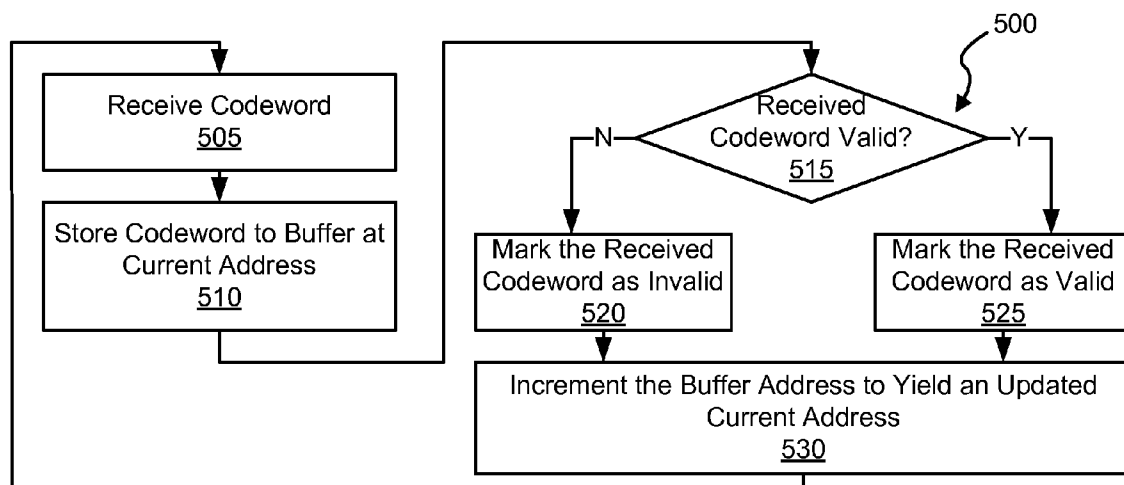 500
Receive Codeword
505
Store Codeword to Buffer at
Current Address
510
Received
Codeword Valid?
515
N
Y
Mark the Received
Codeword as Invalid
520
Mark the Received
Codeword as Valid
525
Increment the Buffer Address to Yield an Updated
Current Address
530